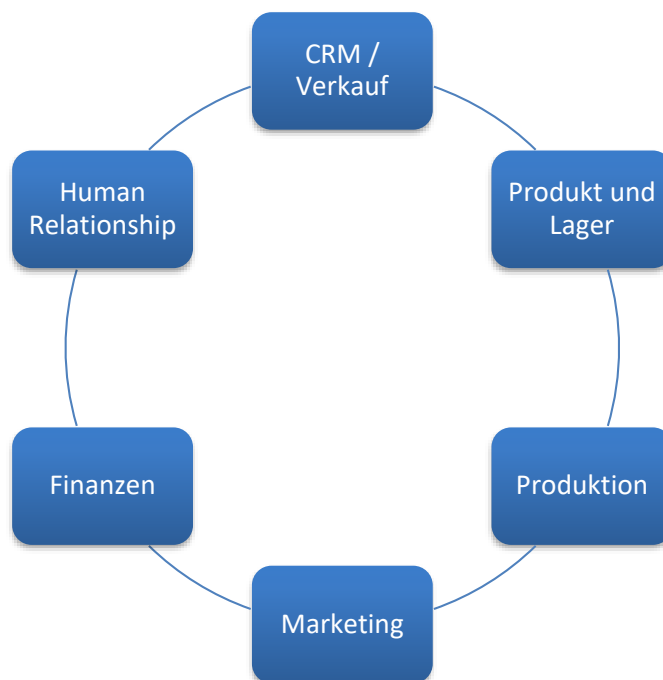 CRM /
Verkauf
Produkt und
Lager
Produktion
Marketing
Finanzen
Human
Relationship